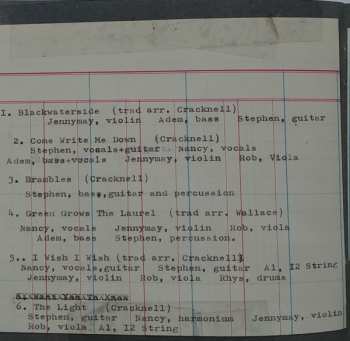 1. Blackwaterside (trad arr. Cracknell)
Jennymay, violin Adem, bass Stephen, guitar
2. Come Write Me Down (Cracknell)
Stephen, vocals+guitar Nancy, vocals
Adem, bass+vocals Jennymay, violin Rob, Viola
3. Brambles (Cracknell)
Stephen, bass,guitar and percussion
4. Green Grows The Laurel (trad arr. Wallace)
Nancy, vocals Jennymay, violin Rob, viola
Adem, bass Stephen, percussion.
5.. I Wish I Wish (trad arr. Cracknell)
Nancy, vocals,guitar Stephen, guitar Al, I2 String
Jennymay, violin Rob, viola Rhys, drums
6. The Light (Cracknell)
Stephen, guitar Nancy, harmonium Jennymay, violin
Rob, viola Al, I2 String